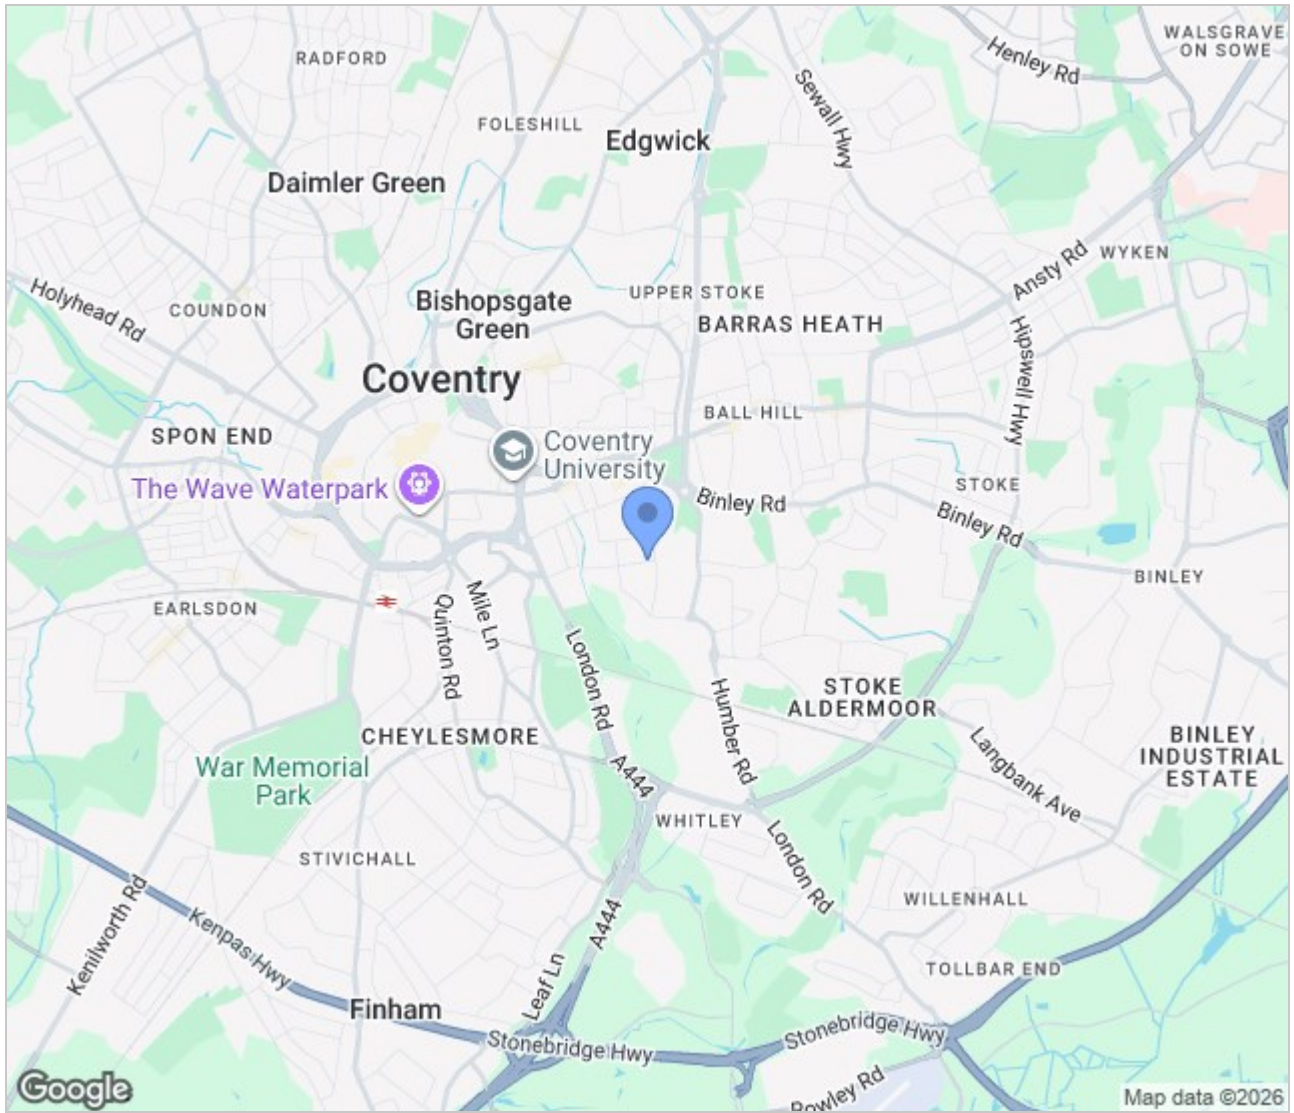 WALSGRAVE
ON SOWE
Henley Rd
RADFORD
Sewall Hwy
FOLESHILL
Edgwick
Daimler Green
Ansty Rd
WYKEN
Holyhead Rd
COUNDON
Bishopsgate
Green
UPPER STOKE
BARRAS HEATH
Hipswell Hwy
Coventry
BALL HILL
SPON END
Coventry
University
The Wave Waterpark
Binley Rd
STOKE
Binley Rd
BINLEY
EARLSDON
Quinton Rd
Mile Ln
London Rd
Humber Rd
STOKE
ALDERMOOR
CHEYLESMORE
Langbank Ave
BINLEY
INDUSTRIAL
ESTATE
War Memorial
Park
A444
WHITLEY
London Rd
STIVICHALL
Kenilworth Rd
Kenpas Hwy
A444
WILLENHALL
TOLLBAR END
Leaf Ln
Finham
Stonebridge Hwy
Stonebridge Hwy
Rowley Rd
Google
Map data ©2026